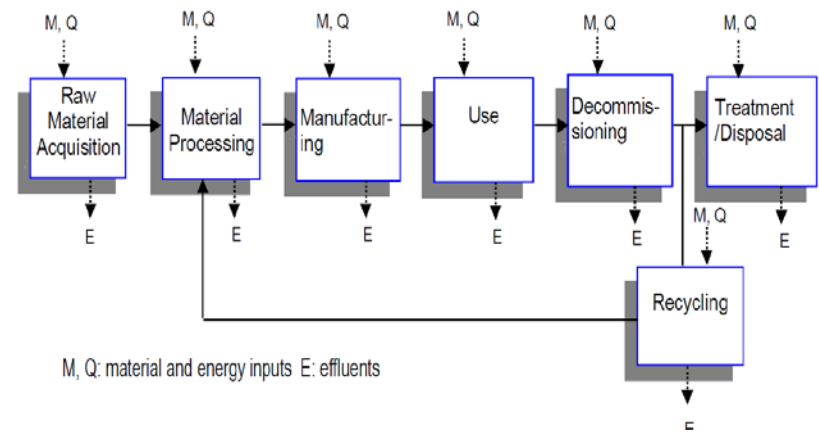 M, Q
M, Q
M, Q
M, Q
M, Q
M, Q
Raw
Material
Acquisition
Material
Processing
Manufactur-
ing
Use
Decommis-
sioning
Treatment
/Disposal
E
E
E
E
E
E
M, Q
Recycling
M, Q: material and energy inputs E: effluents
E